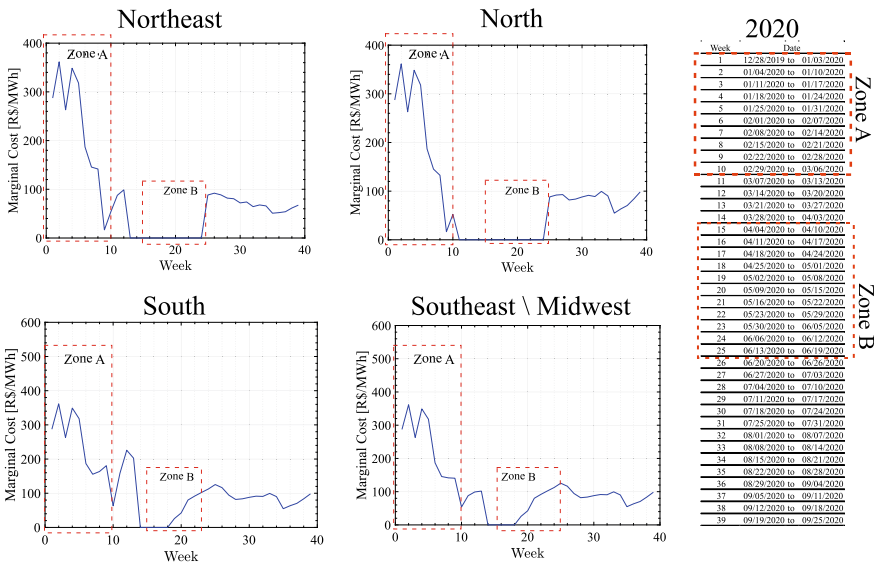 Northeast
Zone A
Zone B
400
300
200
100
0
0
10
20
30
40
Marginal Cost [R$/MWh]
Week
North
Zone A
Zone B
400
300
200
100
0
0
10
20
30
40
Marginal Cost [R$/MWh]
Week
South
Zone A
Zone B
600
500
400
300
200
100
0
0
10
20
30
40
Marginal Cost [R$/MWh]
Week
Southeast \ Midwest
Zone A
Zone B
600
500
400
300
200
100
0
0
10
20
30
40
Marginal Cost [R$/MWh]
Week
2020
Week Date
1 12/28/2019 to 01/03/2020
2 01/04/2020 to 01/10/2020
3 01/11/2020 to 01/17/2020
4 01/18/2020 to 01/24/2020
5 01/25/2020 to 01/31/2020
6 02/01/2020 to 02/07/2020
7 02/08/2020 to 02/14/2020
8 02/15/2020 to 02/21/2020
9 02/22/2020 to 02/28/2020
10 02/29/2020 to 03/06/2020
11 03/07/2020 to 03/13/2020
12 03/14/2020 to 03/20/2020
13 03/21/2020 to 03/27/2020
14 03/28/2020 to 04/03/2020
15 04/04/2020 to 04/10/2020
16 04/11/2020 to 04/17/2020
17 04/18/2020 to 04/24/2020
18 04/25/2020 to 05/01/2020
19 05/02/2020 to 05/08/2020
20 05/09/2020 to 05/15/2020
21 05/16/2020 to 05/22/2020
22 05/23/2020 to 05/29/2020
23 05/30/2020 to 06/05/2020
24 06/06/2020 to 06/12/2020
25 06/13/2020 to 06/19/2020
26 06/20/2020 to 06/26/2020
27 06/27/2020 to 07/03/2020
28 07/04/2020 to 07/10/2020
29 07/11/2020 to 07/17/2020
30 07/18/2020 to 07/24/2020
31 07/25/2020 to 07/31/2020
32 08/01/2020 to 08/07/2020
33 08/08/2020 to 08/14/2020
34 08/15/2020 to 08/21/2020
35 08/22/2020 to 08/28/2020
36 08/29/2020 to 09/04/2020
37 09/05/2020 to 09/11/2020
38 09/12/2020 to 09/18/2020
39 09/19/2020 to 09/25/2020
Zone A
Zone B